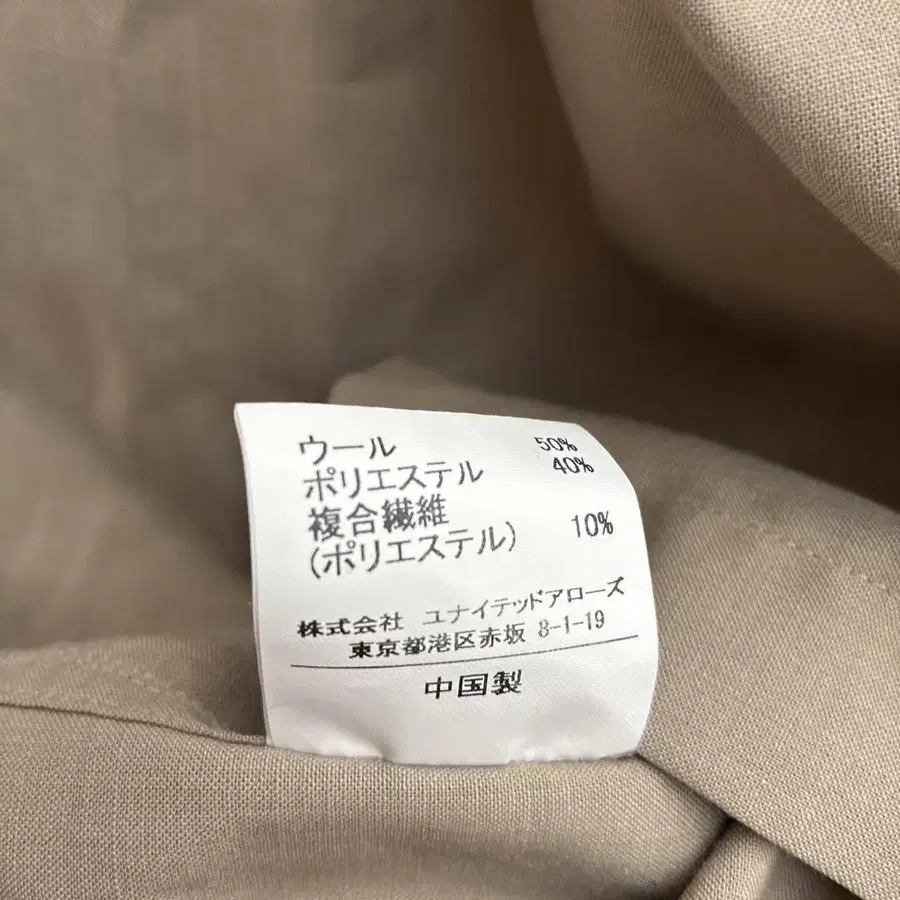 ウール 50%
ポリエステル 40%
複合繊維
(ポリエステル) 10%
株式会社 ユナイテッドアローズ
東京都港区赤坂 8-1-19
中国製